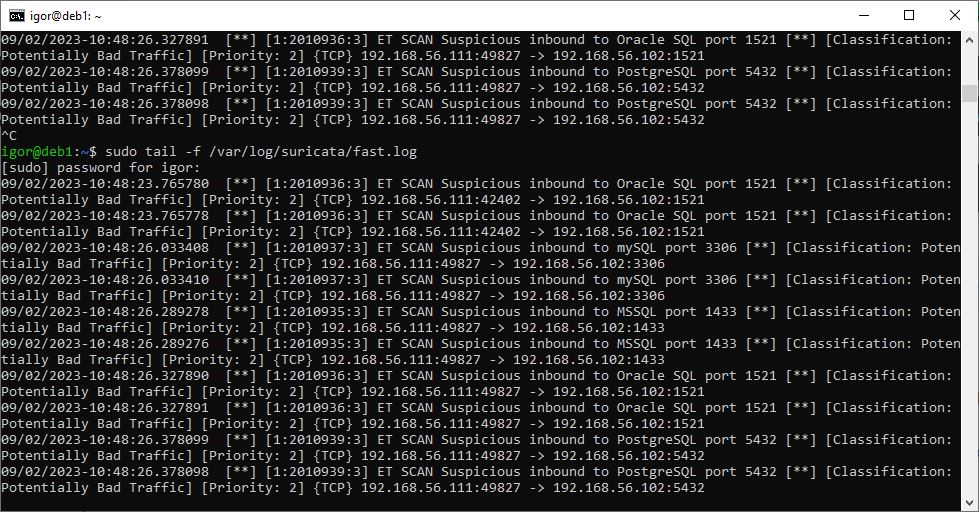 igor@deb1: ~
09/02/2023-10:48:26.327891  [**] [1:2010936:3] ET SCAN Suspicious inbound to Oracle SQL port 1521 [**] [Classification:
Potentially Bad Traffic] [Priority: 2] {TCP} 192.168.56.111:49827 -> 192.168.56.102:1521
09/02/2023-10:48:26.378099  [**] [1:2010939:3] ET SCAN Suspicious inbound to PostgreSQL port 5432 [**] [Classification:
Potentially Bad Traffic] [Priority: 2] {TCP} 192.168.56.111:49827 -> 192.168.56.102:5432
09/02/2023-10:48:26.378098  [**] [1:2010939:3] ET SCAN Suspicious inbound to PostgreSQL port 5432 [**] [Classification:
Potentially Bad Traffic] [Priority: 2] {TCP} 192.168.56.111:49827 -> 192.168.56.102:5432
^C
igor@deb1:~$ sudo tail -f /var/log/suricata/fast.log
[sudo] password for igor:
09/02/2023-10:48:23.765780  [**] [1:2010936:3] ET SCAN Suspicious inbound to Oracle SQL port 1521 [**] [Classification:
Potentially Bad Traffic] [Priority: 2] {TCP} 192.168.56.111:42402 -> 192.168.56.102:1521
09/02/2023-10:48:23.765778  [**] [1:2010936:3] ET SCAN Suspicious inbound to Oracle SQL port 1521 [**] [Classification:
Potentially Bad Traffic] [Priority: 2] {TCP} 192.168.56.111:42402 -> 192.168.56.102:1521
09/02/2023-10:48:26.033408  [**] [1:2010937:3] ET SCAN Suspicious inbound to mySQL port 3306 [**] [Classification: Poten
tially Bad Traffic] [Priority: 2] {TCP} 192.168.56.111:49827 -> 192.168.56.102:3306
09/02/2023-10:48:26.033410  [**] [1:2010937:3] ET SCAN Suspicious inbound to mySQL port 3306 [**] [Classification: Poten
tially Bad Traffic] [Priority: 2] {TCP} 192.168.56.111:49827 -> 192.168.56.102:3306
09/02/2023-10:48:26.289278  [**] [1:2010935:3] ET SCAN Suspicious inbound to MSSQL port 1433 [**] [Classification: Poten
tially Bad Traffic] [Priority: 2] {TCP} 192.168.56.111:49827 -> 192.168.56.102:1433
09/02/2023-10:48:26.289276  [**] [1:2010935:3] ET SCAN Suspicious inbound to MSSQL port 1433 [**] [Classification: Poten
tially Bad Traffic] [Priority: 2] {TCP} 192.168.56.111:49827 -> 192.168.56.102:1433
09/02/2023-10:48:26.327890  [**] [1:2010936:3] ET SCAN Suspicious inbound to Oracle SQL port 1521 [**] [Classification:
Potentially Bad Traffic] [Priority: 2] {TCP} 192.168.56.111:49827 -> 192.168.56.102:1521
09/02/2023-10:48:26.327891  [**] [1:2010936:3] ET SCAN Suspicious inbound to Oracle SQL port 1521 [**] [Classification:
Potentially Bad Traffic] [Priority: 2] {TCP} 192.168.56.111:49827 -> 192.168.56.102:1521
09/02/2023-10:48:26.378099  [**] [1:2010939:3] ET SCAN Suspicious inbound to PostgreSQL port 5432 [**] [Classification:
Potentially Bad Traffic] [Priority: 2] {TCP} 192.168.56.111:49827 -> 192.168.56.102:5432
09/02/2023-10:48:26.378098  [**] [1:2010939:3] ET SCAN Suspicious inbound to PostgreSQL port 5432 [**] [Classification:
Potentially Bad Traffic] [Priority: 2] {TCP} 192.168.56.111:49827 -> 192.168.56.102:5432